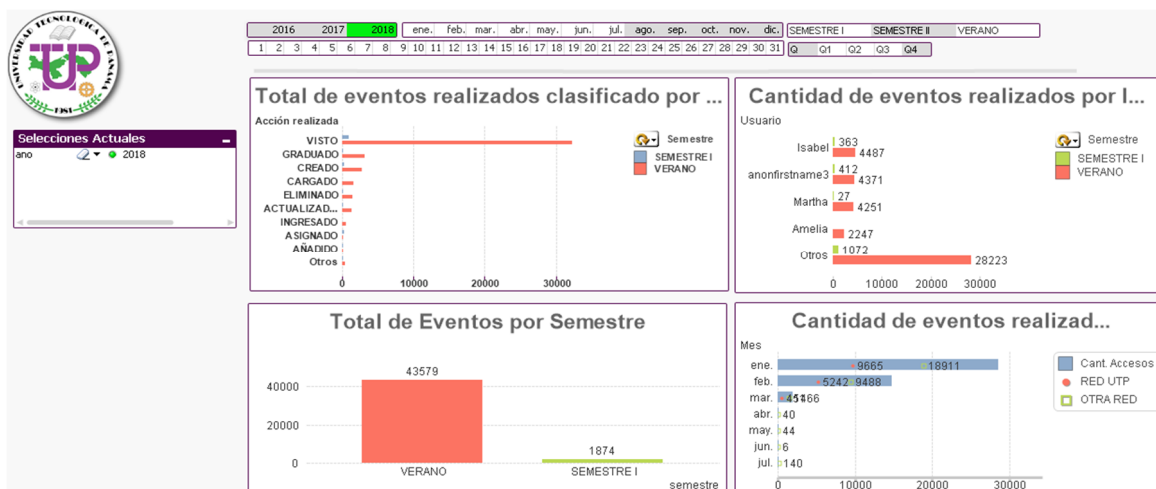 UNIVERSIDAD TECNOLÓGICA DE PANAMÁ
UTP
1981
2016 2017 2018
ene. feb. mar. abr. may. jun. jul. ago. sep. oct. nov. dic.
SEMESTRE I SEMESTRE II VERANO
1 2 3 4 5 6 7 8 9 10 11 12 13 14 15 16 17 18 19 20 21 22 23 24 25 26 27 28 29 30 31
Q Q1 Q2 Q3 Q4
Selecciones Actuales
ano 2018
Total de eventos realizados clasificado por ...
Acción realizada
VISTO
GRADUADO
CREADO
CARGADO
ELIMINADO
ACTUALIZAD...
INGRESADO
ASIGNADO
AÑADIDO
Otros
0 10000 20000 30000
Semestre
SEMESTRE I
VERANO
Cantidad de eventos realizados por I...
Usuario
Isabel 363
4487
anonfirstname3 412
4371
Martha 27
4251
Amelia 2247
Otros 1072
28223
0 10000 20000 30000
Semestre
SEMESTRE I
VERANO
Total de Eventos por Semestre
43579
1874
40000
20000
0
VERANO SEMESTRE I
semestre
Cantidad de eventos realizad...
Mes
ene. 9665 18911
feb. 5242 9488
mar.
abr. 40
may. 44
jun. 6
jul. 140
0 10000 20000 30000
Cant. Accesos
RED UTP
OTRA RED